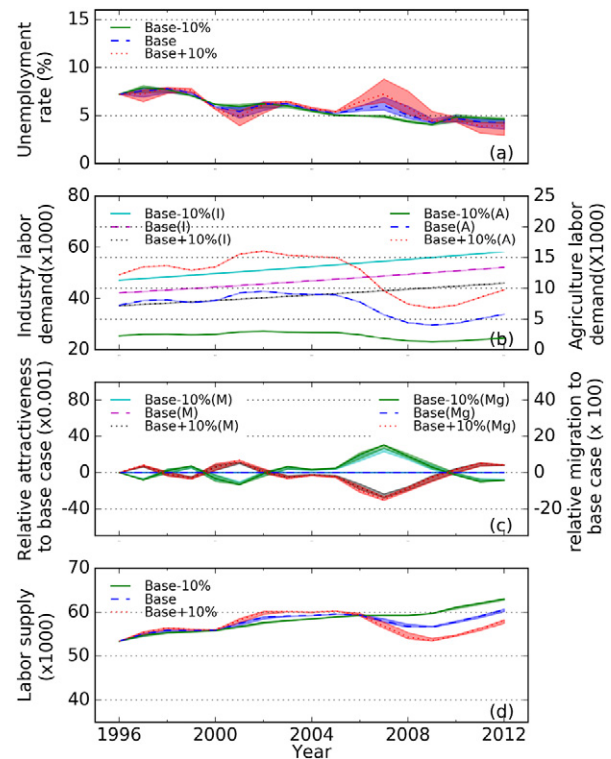 15
10
5
0
Unemployment
rate (%)
Base-10%
Base
Base+10%
(a)
80
60
40
20
Industry labor
demand(x1000)
Base-10%(I)
Base(I)
Base+10%(I)
Base-10%(A)
Base(A)
Base+10%(A)
25
20
15
10
5
0
Agriculture labor
demand(X1000)
(b)
80
40
0
-40
Relative attractiveness
to base case (x0.001)
Base-10%(M)
Base(M)
Base+10%(M)
Base-10%(Mg)
Base(Mg)
Base+10%(Mg)
40
20
0
-20
relative migration to
base case (x 100)
(c)
70
60
50
40
Labor supply
(x1000)
Base-10%
Base
Base+10%
(d)
1996 2000 2004 2008 2012
Year